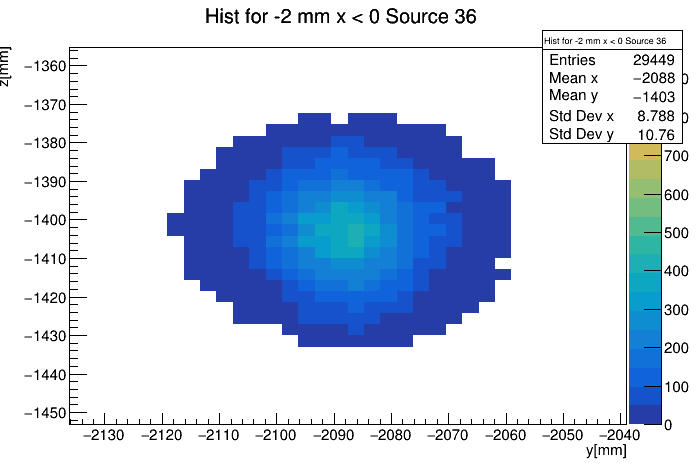 Hist for -2 mm x < 0 Source 36
Hist for -2 mm x < 0 Source 36
Entries 29449
Mean x −2088
Mean y −1403
Std Dev x 8.788
Std Dev y 10.76
z[mm]
−1360
−1370
−1380
−1390
−1400
−1410
−1420
−1430
−1440
−1450
700
600
500
400
300
200
100
0
−2130 −2120 −2110 −2100 −2090 −2080 −2070 −2060 −2050 −2040
y[mm]